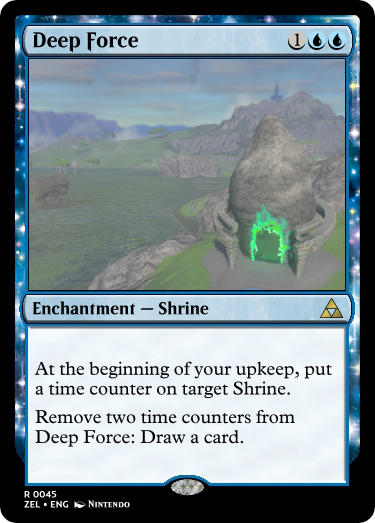 Deep Force 1
Enchantment — Shrine
At the beginning of your upkeep, put
a time counter on target Shrine.
Remove two time counters from
Deep Force: Draw a card.
R 0045
ZEL • ENG Nintendo